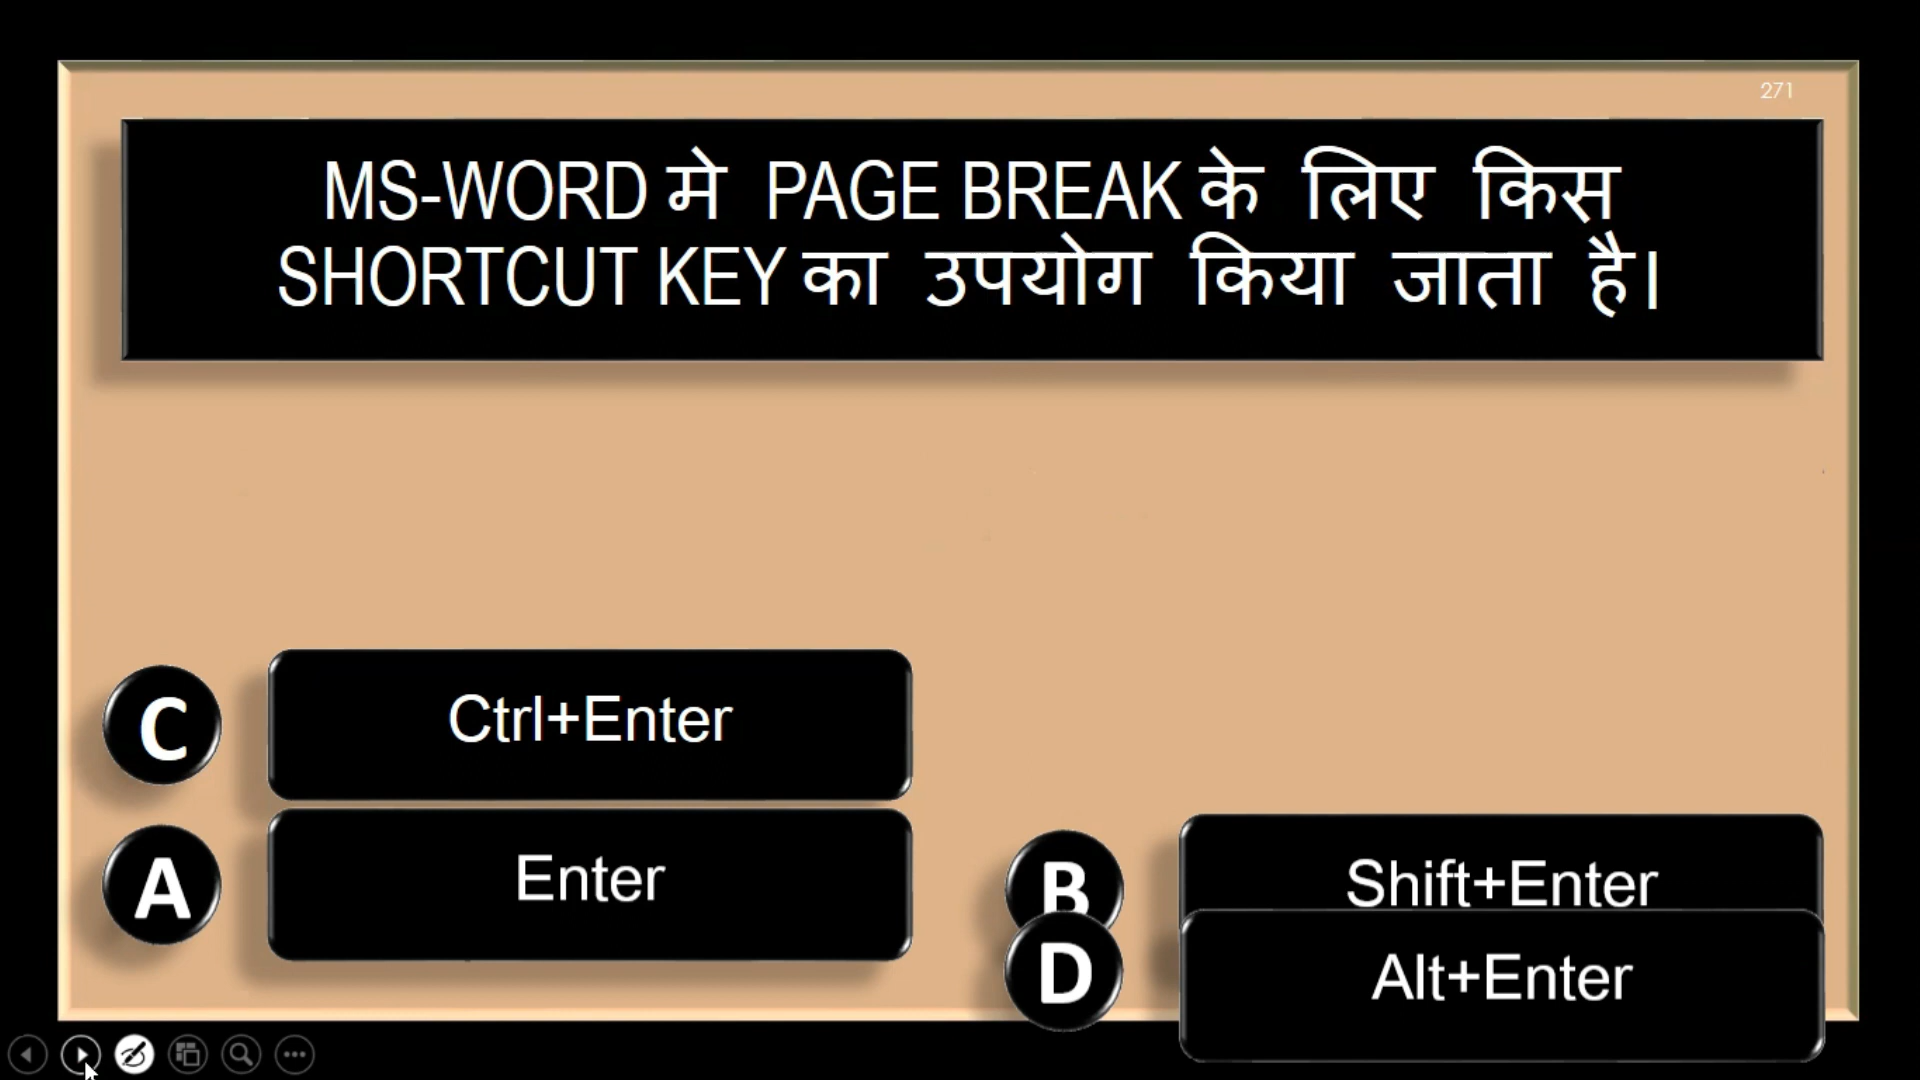 271
MS-WORD मे PAGE BREAK के लिए किस
SHORTCUT KEY का उपयोग किया जाता है।
C Ctrl+Enter
A Enter
B Shift+Enter
D Alt+Enter